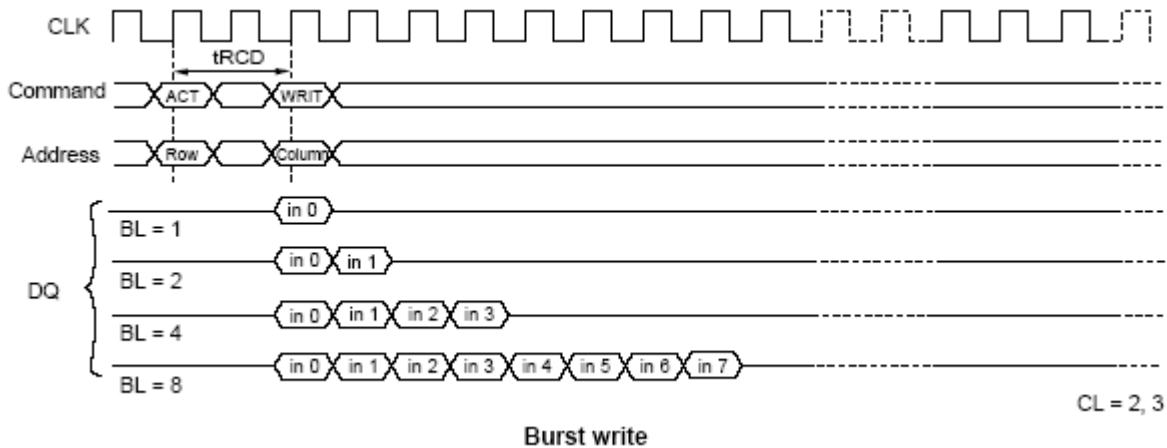 CLK
tRCD
Command ACT WRIT
Address Row Column
in 0
BL = 1
in 0 in 1
BL = 2
DQ
in 0 in 1 in 2 in 3
BL = 4
in 0 in 1 in 2 in 3 in 4 in 5 in 6 in 7
BL = 8
CL = 2, 3
Burst write